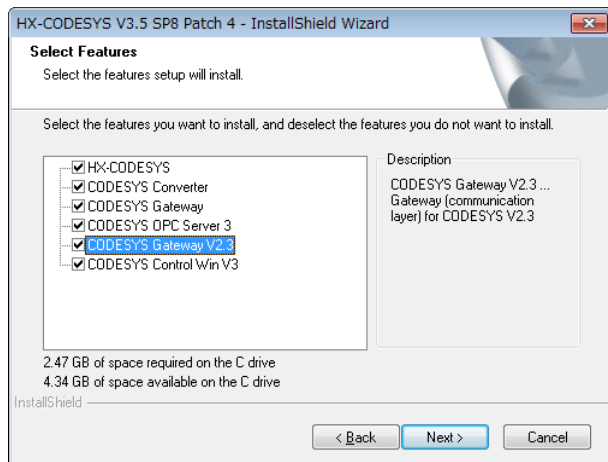 HX-CODESYS V3.5 SP8 Patch 4 - InstallShield Wizard
Select Features
Select the features setup will install.
Select the features you want to install, and deselect the features you do not want to install.
HX-CODESYS
CODESYS Converter
CODESYS Gateway
CODESYS OPC Server 3
CODESYS Gateway V2.3
CODESYS Control Win V3
Description
CODESYS Gateway V2.3 ...
Gateway (communication
layer) for CODESYS V2.3
2.47 GB of space required on the C drive
4.34 GB of space available on the C drive
InstallShield
< Back
Next >
Cancel